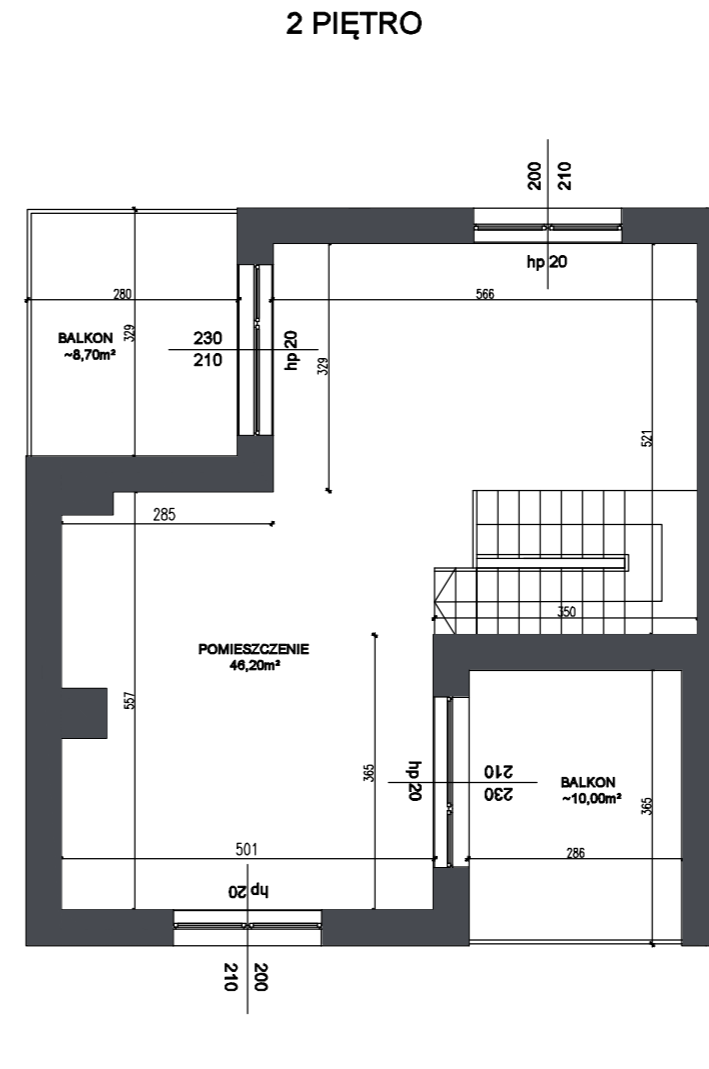 2 PIĘTRO
200
210
hp 20
280
566
BALKON
~8,70m²
329
230
210
hp 20
329
521
285
350
POMIESZCZENIE
46,20m²
557
365
hp 20
210
230
BALKON
~10,00m²
365
501
286
hp 20
210
200